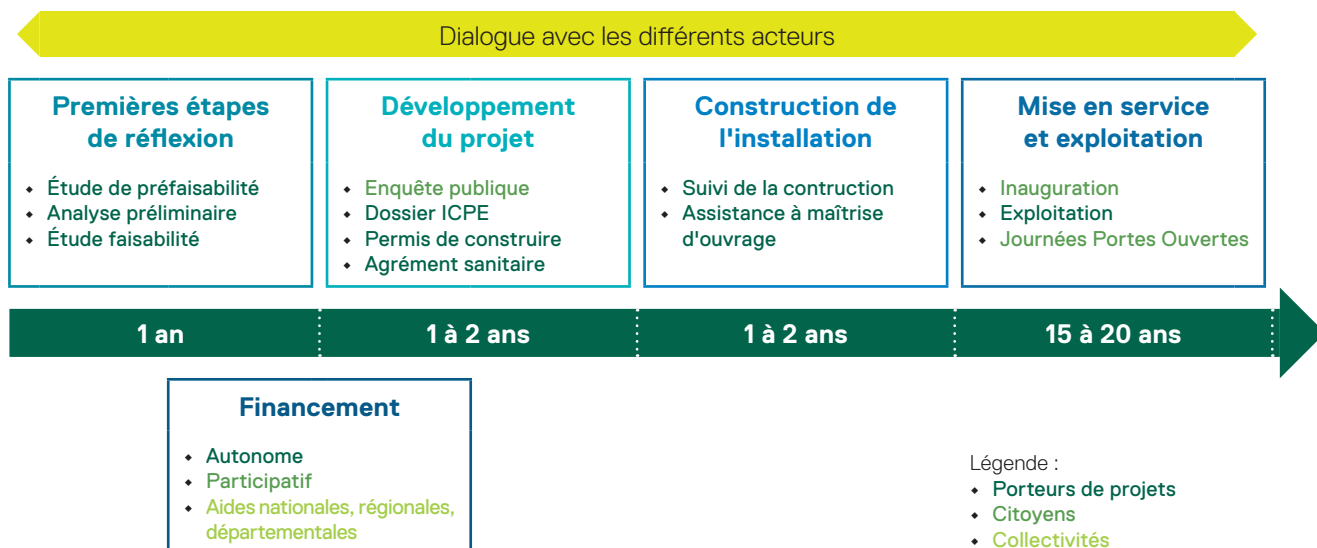 Dialogue avec les différents acteurs
Premières étapes
de réflexion
• Étude de préfaisabilité
• Analyse préliminaire
• Étude faisabilité
Développement
du projet
• Enquête publique
• Dossier ICPE
• Permis de construire
• Agrément sanitaire
Construction de
l'installation
• Suivi de la contruction
• Assistance à maîtrise
d'ouvrage
Mise en service
et exploitation
• Inauguration
• Exploitation
• Journées Portes Ouvertes
1 an
1 à 2 ans
1 à 2 ans
15 à 20 ans
Financement
• Autonome
• Participatif
• Aides nationales, régionales,
départementales
Légende :
• Porteurs de projets
• Citoyens
• Collectivités